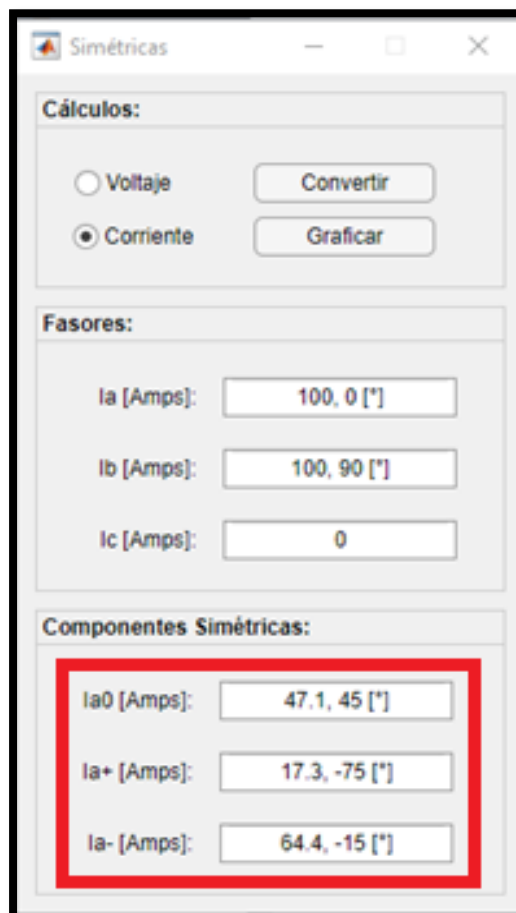 Simétricas
Cálculos:
Voltaje Convertir
Corriente Graficar
Fasores:
Ia [Amps]: 100, 0 [°]
Ib [Amps]: 100, 90 [°]
Ic [Amps]: 0
Componentes Simétricas:
Ia0 [Amps]: 47.1, 45 [°]
Ia+ [Amps]: 17.3, -75 [°]
Ia- [Amps]: 64.4, -15 [°]